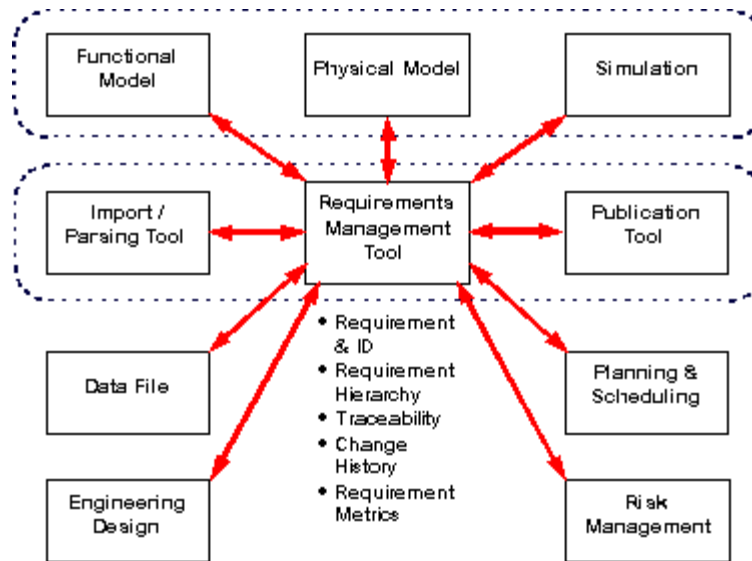 Functional
Model
Physical Model
Simulation
Import /
Parsing Tool
Requirements
Management
Tool
Publication
Tool
• Requirement
& ID
• Requirement
Hierarchy
• Traceability
• Change
History
• Requirement
Metrics
Data File
Planning &
Scheduling
Engineering
Design
Risk
Management